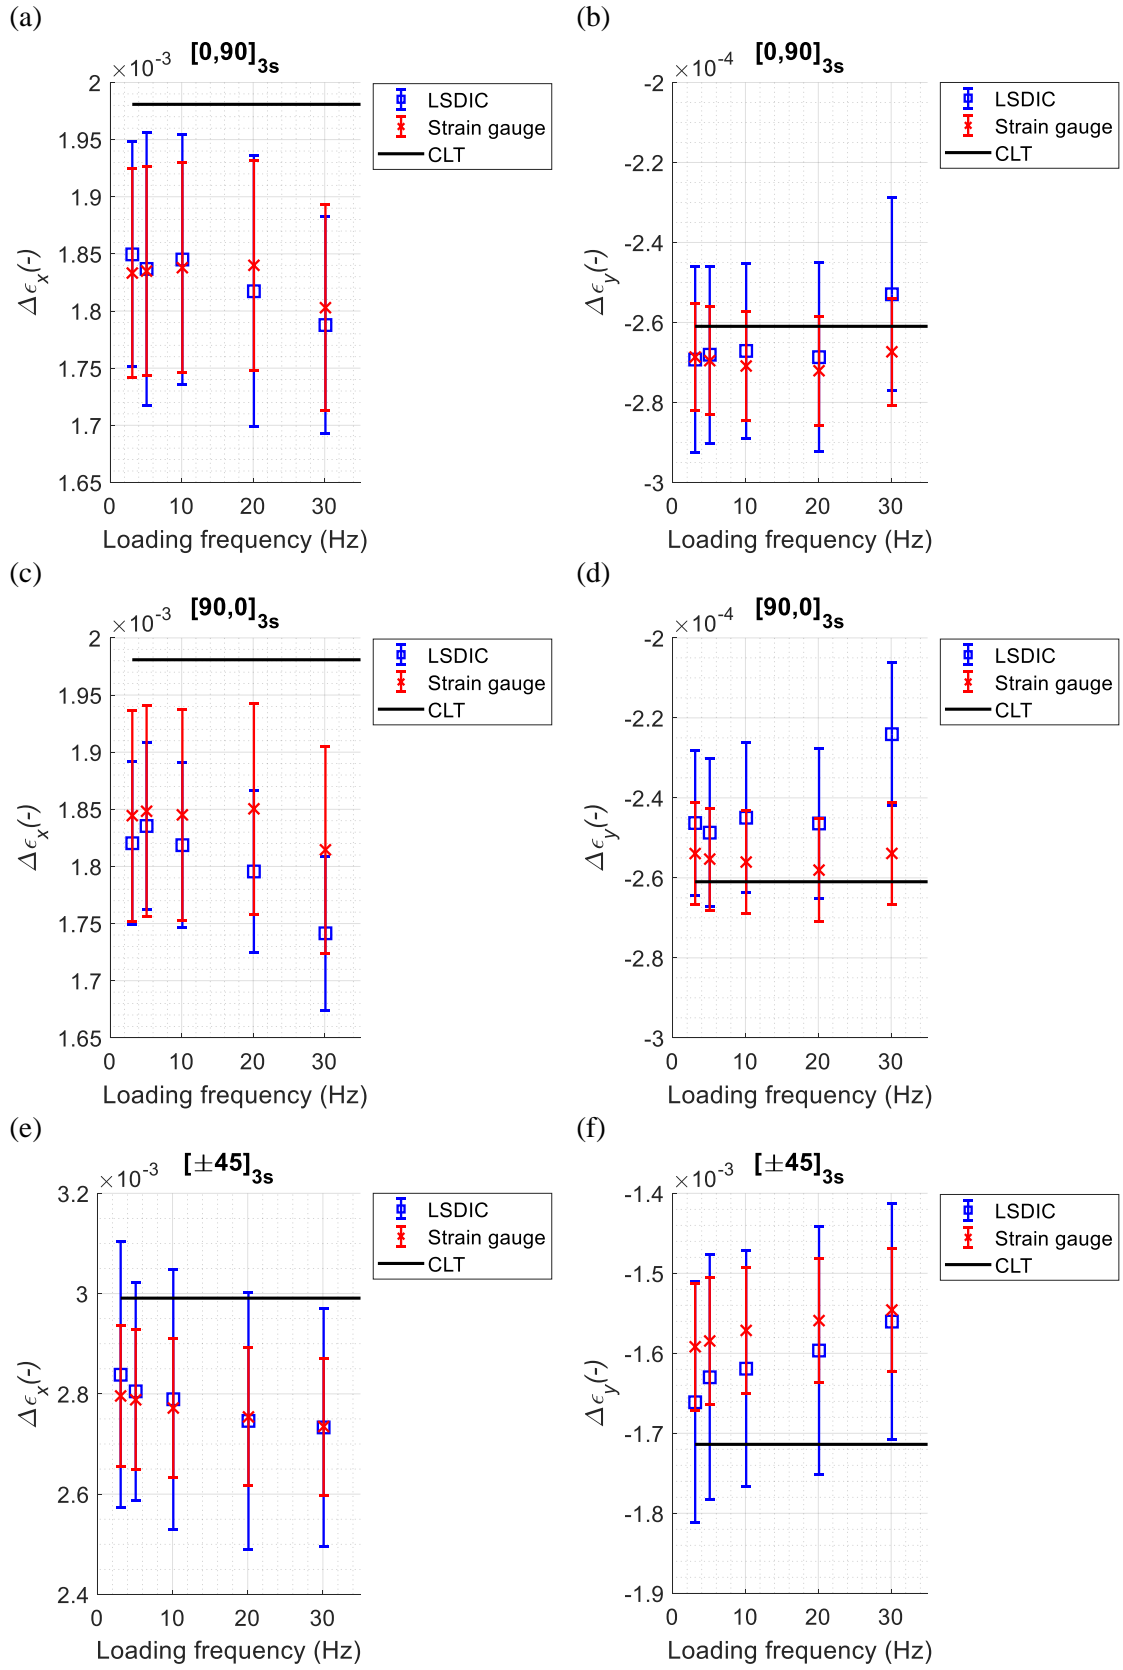 (a)
[0,90]3s
×10-3
2
1.95
1.9
1.85
1.8
1.75
1.7
1.65
0 10 20 30
Δϵx(-)
Loading frequency (Hz)
LSDIC
Strain gauge
CLT
(b)
[0,90]3s
×10-4
-2
-2.2
-2.4
-2.6
-2.8
-3
0 10 20 30
Δϵy(-)
Loading frequency (Hz)
LSDIC
Strain gauge
CLT
(c)
[90,0]3s
×10-3
2
1.95
1.9
1.85
1.8
1.75
1.7
1.65
0 10 20 30
Δϵx(-)
Loading frequency (Hz)
LSDIC
Strain gauge
CLT
(d)
[90,0]3s
×10-4
-2
-2.2
-2.4
-2.6
-2.8
-3
0 10 20 30
Δϵy(-)
Loading frequency (Hz)
LSDIC
Strain gauge
CLT
(e)
[±45]3s
×10-3
3.2
3
2.8
2.6
2.4
0 10 20 30
Δϵx(-)
Loading frequency (Hz)
LSDIC
Strain gauge
CLT
(f)
[±45]3s
×10-3
-1.4
-1.5
-1.6
-1.7
-1.8
-1.9
0 10 20 30
Δϵy(-)
Loading frequency (Hz)
LSDIC
Strain gauge
CLT